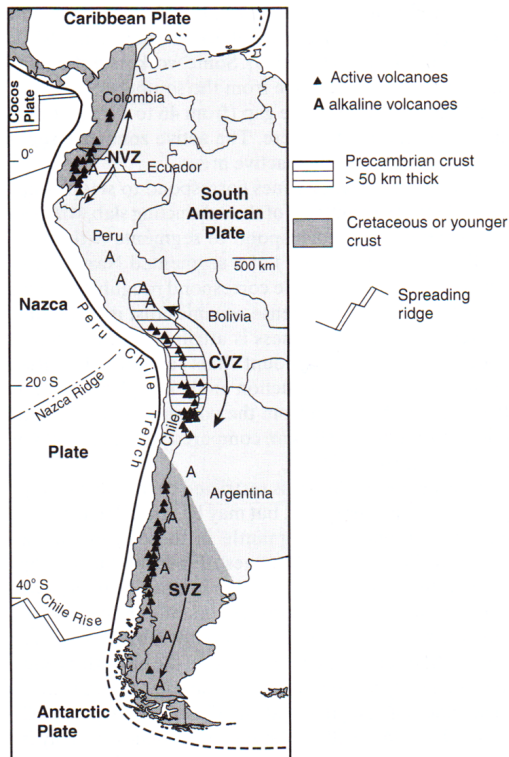 Caribbean Plate
Cocos
Plate
Colombia
0°
NVZ
A
Ecuador
South
American
Plate
Peru
A
A
A
A
500 km
Nazca
Bolivia
CVZ
Peru Chile Trench
20° S
Nazca Ridge
Chile
Plate
A
Argentina
A
A
SVZ
40° S
Chile Rise
A
A
Antarctic
Plate
Active volcanoes
A alkaline volcanoes
Precambrian crust
> 50 km thick
Cretaceous or younger
crust
Spreading
ridge